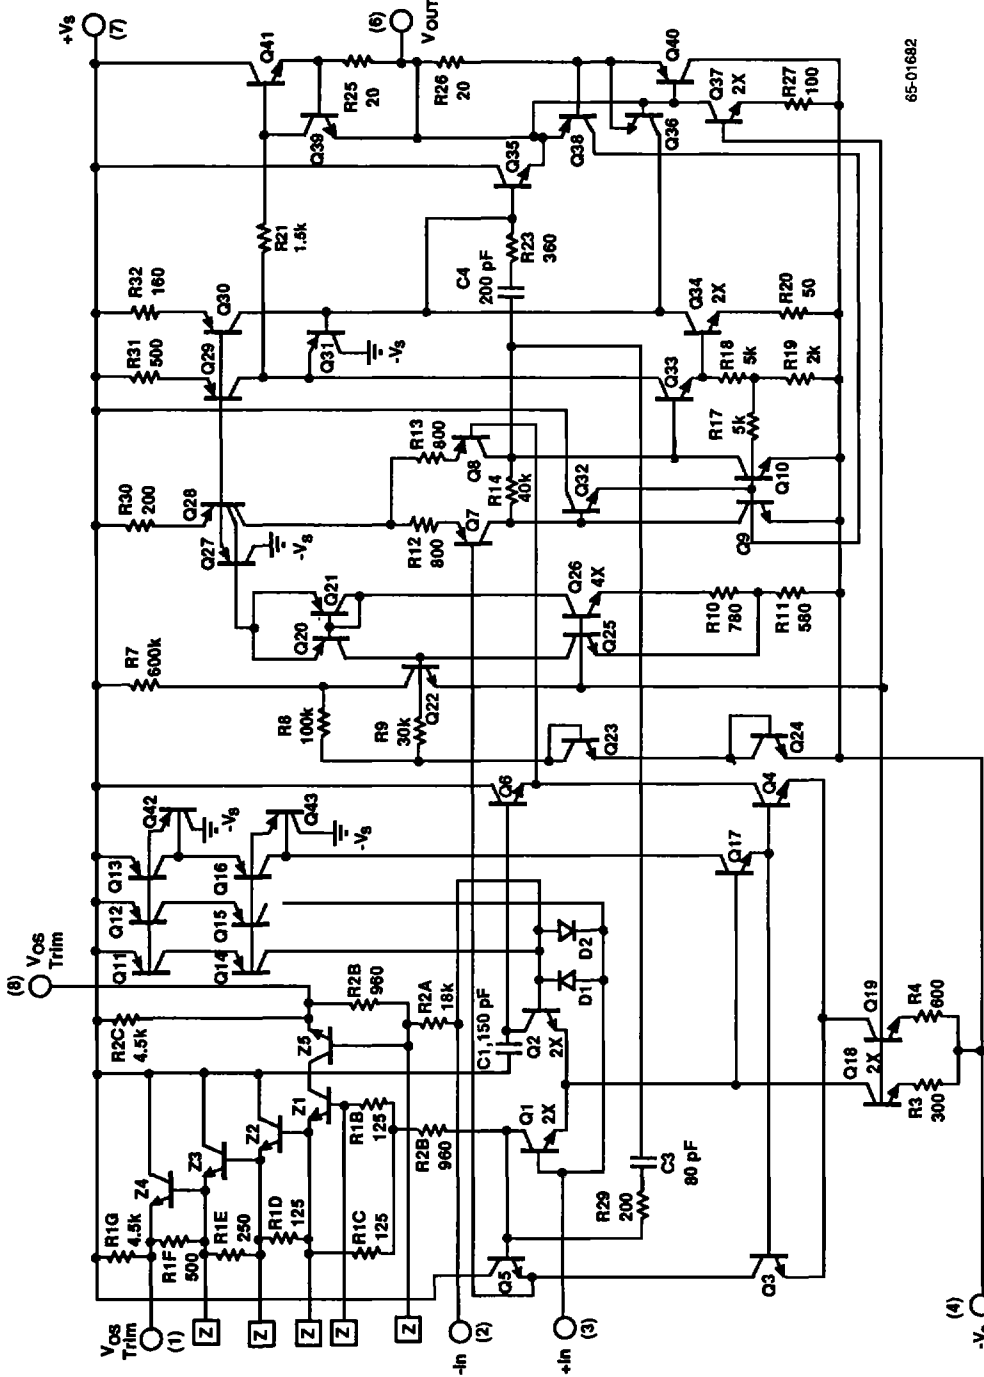 +Vs
(7)
(6)
VOUT
Q41
R25
20
R26
20
Q40
Q39
Q35
Q38
Q36
Q37
2X
R27
100
65-01682
R21
1.5k
R23
360
C4
200 pF
R32
160
Q30
R31
500
Q29
Q31
-Vs
Q34
2X
R20
50
Q33
R18
5k
R19
2k
R17
5k
R13
800
Q8
R30
200
Q28
Q27
-Vs
R14
40k
Q32
Q10
R12
800
Q7
Q9
Q21
Q20
Q26
4X
Q25
R10
780
R11
580
R7
600k
R8
100k
R9
30k
Q22
Q23
Q24
Q42
-Vs
Q43
-Vs
Q13
Q16
Q12
Q15
Q11
Q14
Q6
Q4
Q17
(8)
VOS
Trim
R2C
4.5k
R2B
960
R2A
18k
Z5
C1, 150 pF
D2
D1
Q2
2X
Q19
R4
600
Q18
2X
R3
300
Z4
Z3
Z2
Z1
R1B
125
R2B
960
Q1
2X
C3
80 pF
R29
200
R1G
4.5k
R1F
500
R1E
250
R1D
125
R1C
125
Q5
Q3
VOS
Trim
(1)
Z
Z
Z
Z
Z
-In
(2)
+In
(3)
(4)
-Vs